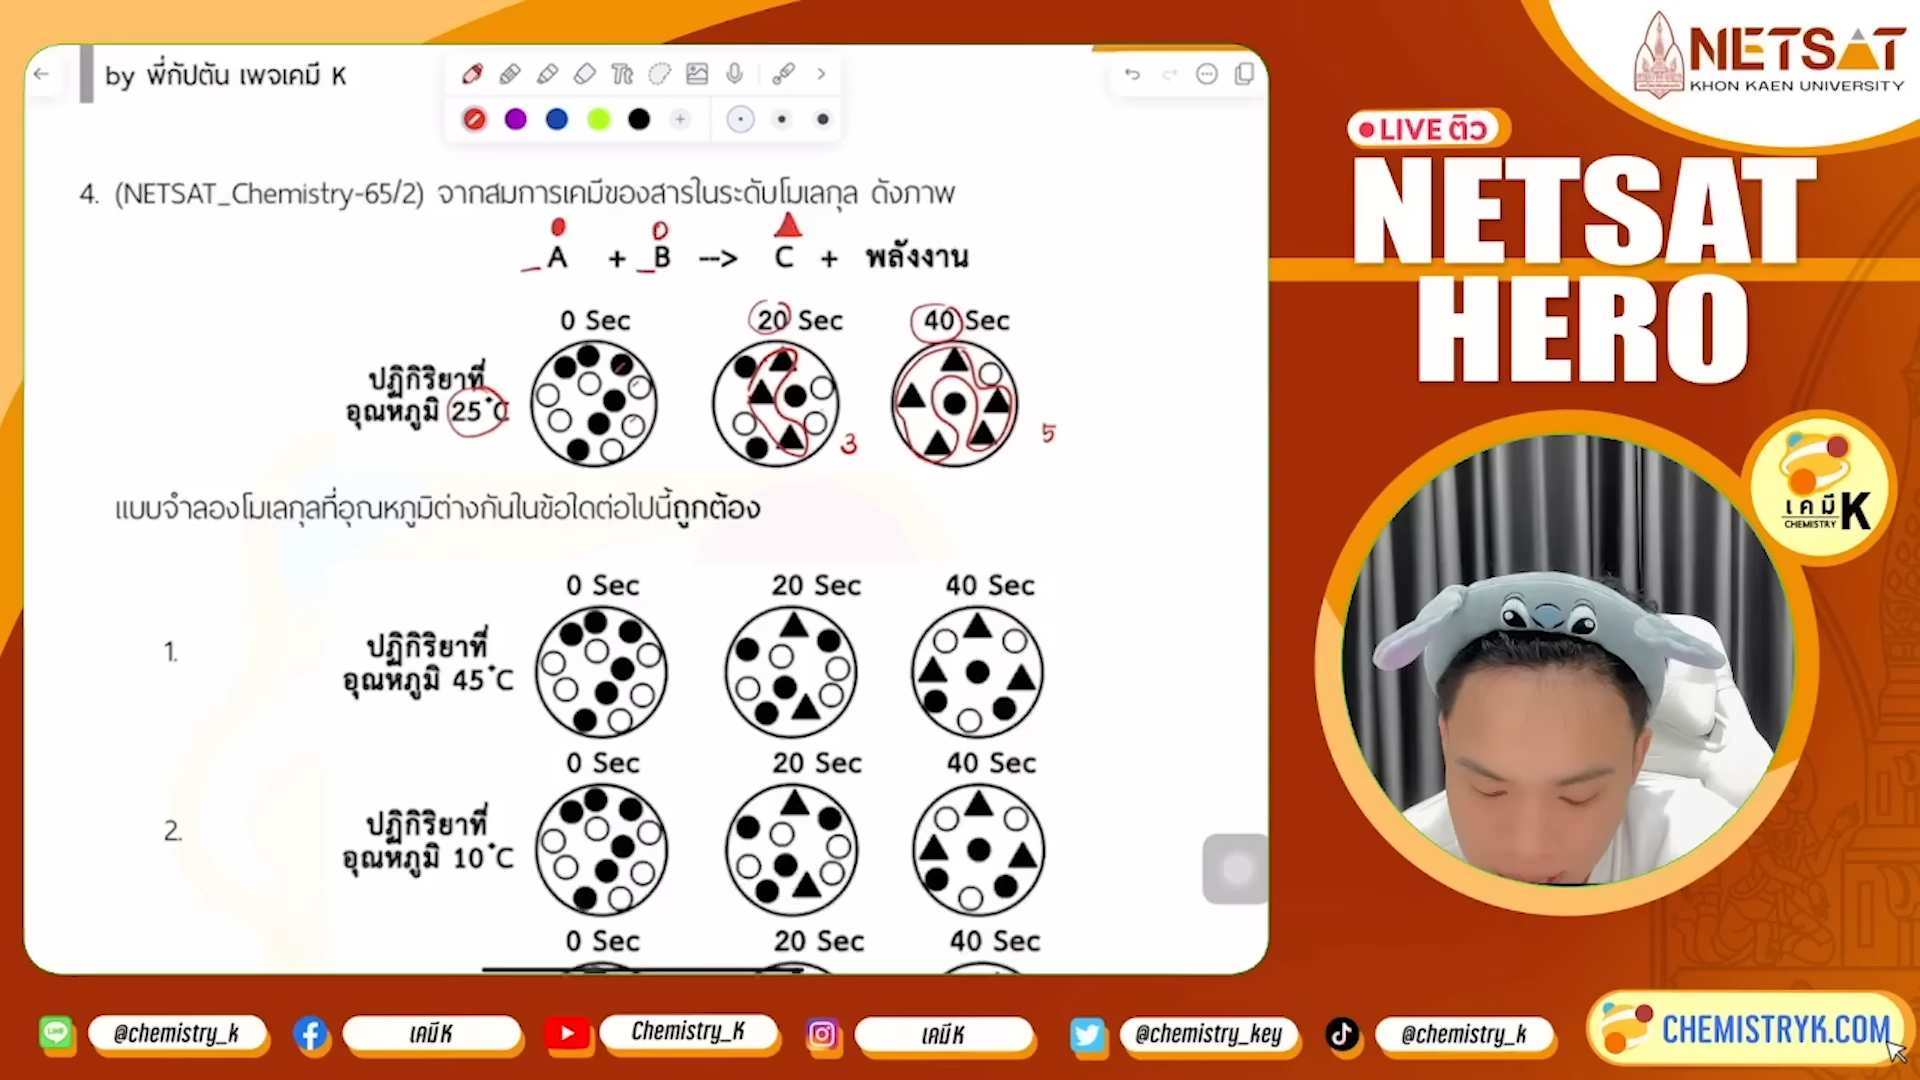 by พี่กัปตัน เพจเคมี K
4. (NETSAT_Chemistry-65/2) จากสมการเคมีของสารในระดับโมเลกุล ดังภาพ
_A + _B --> C + พลังงาน
0 Sec 20 Sec 40 Sec
ปฏิกิริยาที่
อุณหภูมิ 25°C
3
5
แบบจำลองโมเลกุลที่อุณหภูมิต่างกันในข้อใดต่อไปนี้ถูกต้อง
0 Sec 20 Sec 40 Sec
1.
ปฏิกิริยาที่
อุณหภูมิ 45°C
0 Sec 20 Sec 40 Sec
2.
ปฏิกิริยาที่
อุณหภูมิ 10°C
0 Sec 20 Sec 40 Sec
NETSAT
KHON KAEN UNIVERSITY
LIVE ติว
NETSAT
HERO
เคมี K
CHEMISTRY
@chemistry_k
เคมี K
Chemistry_K
เคมี K
@chemistry_key
@chemistry_k
CHEMISTRYK.COM